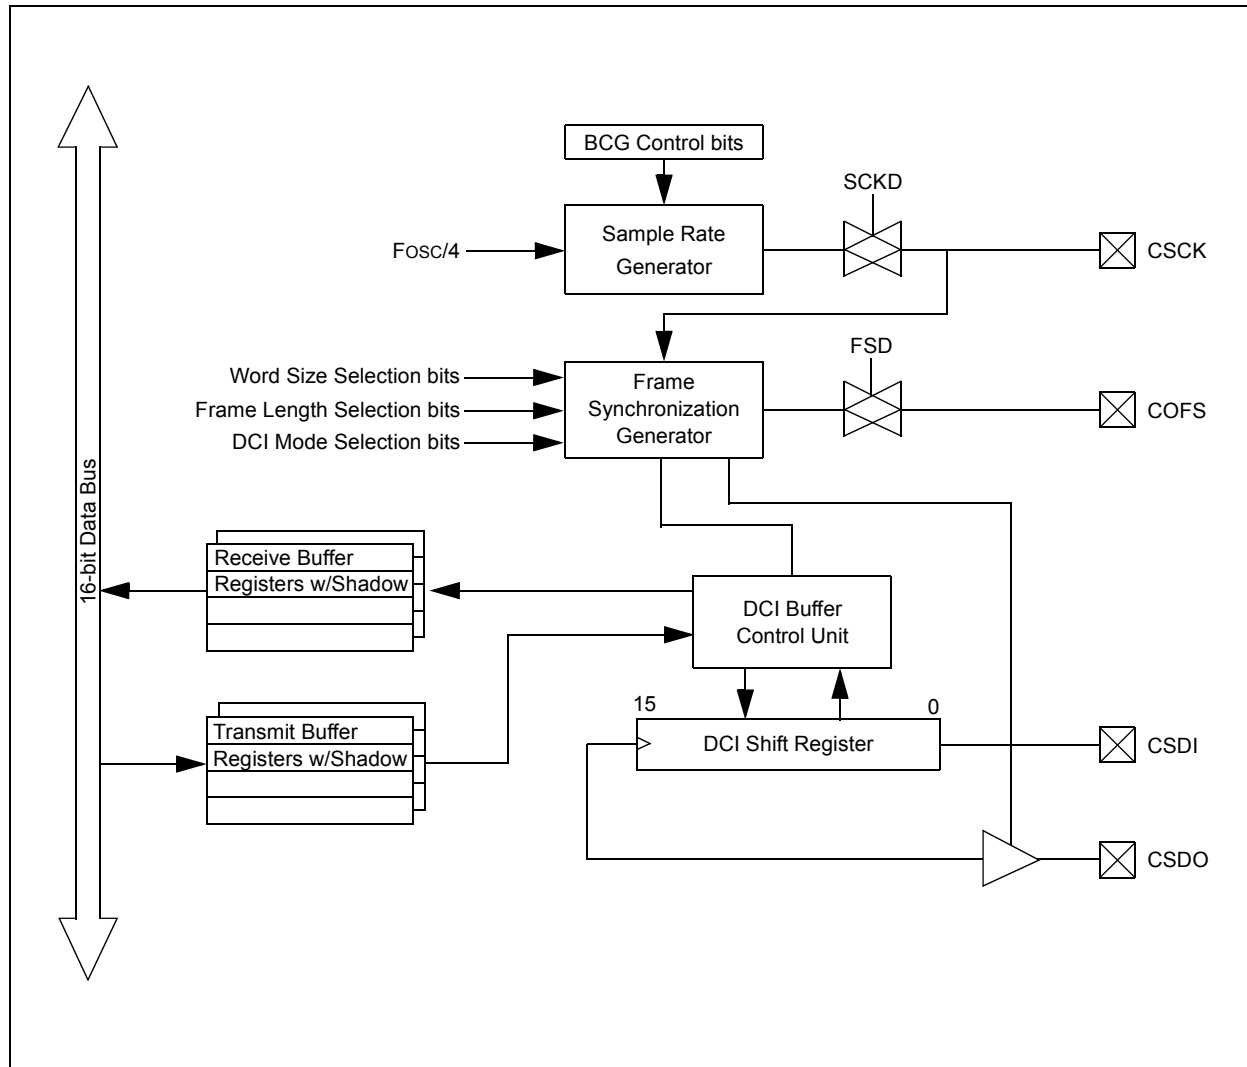 BCG Control bits
SCKD
Sample Rate
Generator
FOSC/4
CSCK
FSD
Word Size Selection bits
Frame Length Selection bits
DCI Mode Selection bits
Frame
Synchronization
Generator
COFS
16-bit Data Bus
Receive Buffer
Registers w/Shadow
DCI Buffer
Control Unit
Transmit Buffer
Registers w/Shadow
15
0
DCI Shift Register
CSDI
CSDO